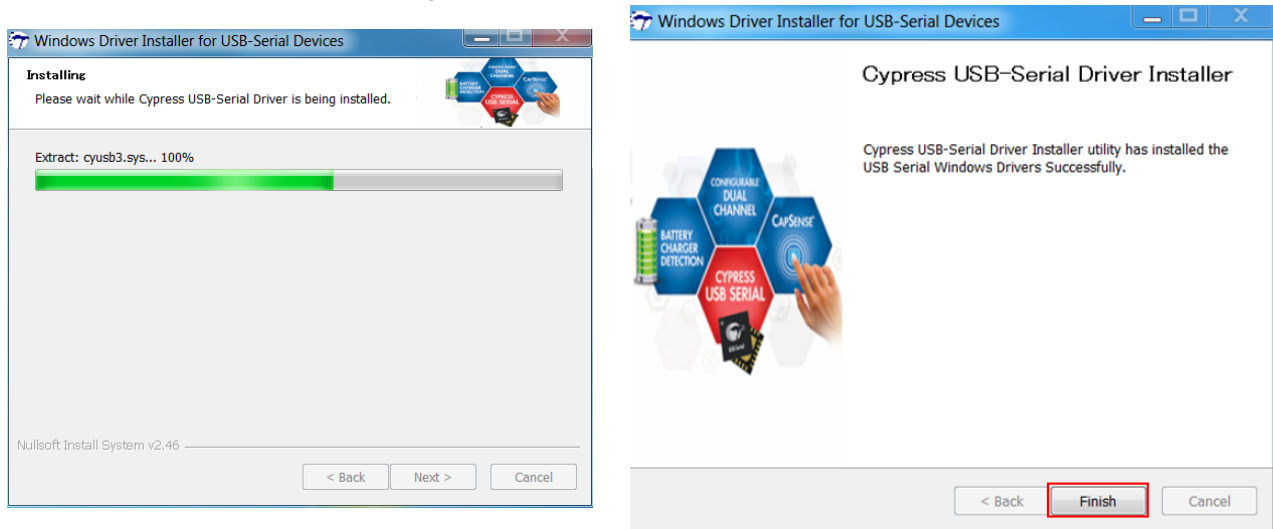 Windows Driver Installer for USB-Serial Devices
Installing
Please wait while Cypress USB-Serial Driver is being installed.
CONFIGURABLE
DUAL
CHANNEL
CAPSENSE
BATTERY
CHARGER
DETECTION
CYPRESS
USB SERIAL
Extract: cyusb3.sys... 100%
Nullsoft Install System v2.46
< Back
Next >
Cancel
Windows Driver Installer for USB-Serial Devices
Cypress USB-Serial Driver Installer
Cypress USB-Serial Driver Installer utility has installed the
USB Serial Windows Drivers Successfully.
CONFIGURABLE
DUAL
CHANNEL
CAPSENSE
BATTERY
CHARGER
DETECTION
CYPRESS
USB SERIAL
< Back
Finish
Cancel